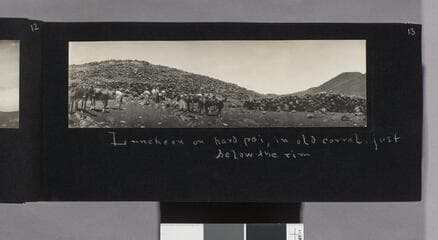 12
13
Luncheon on hard poi, in old corral, just
below the rim